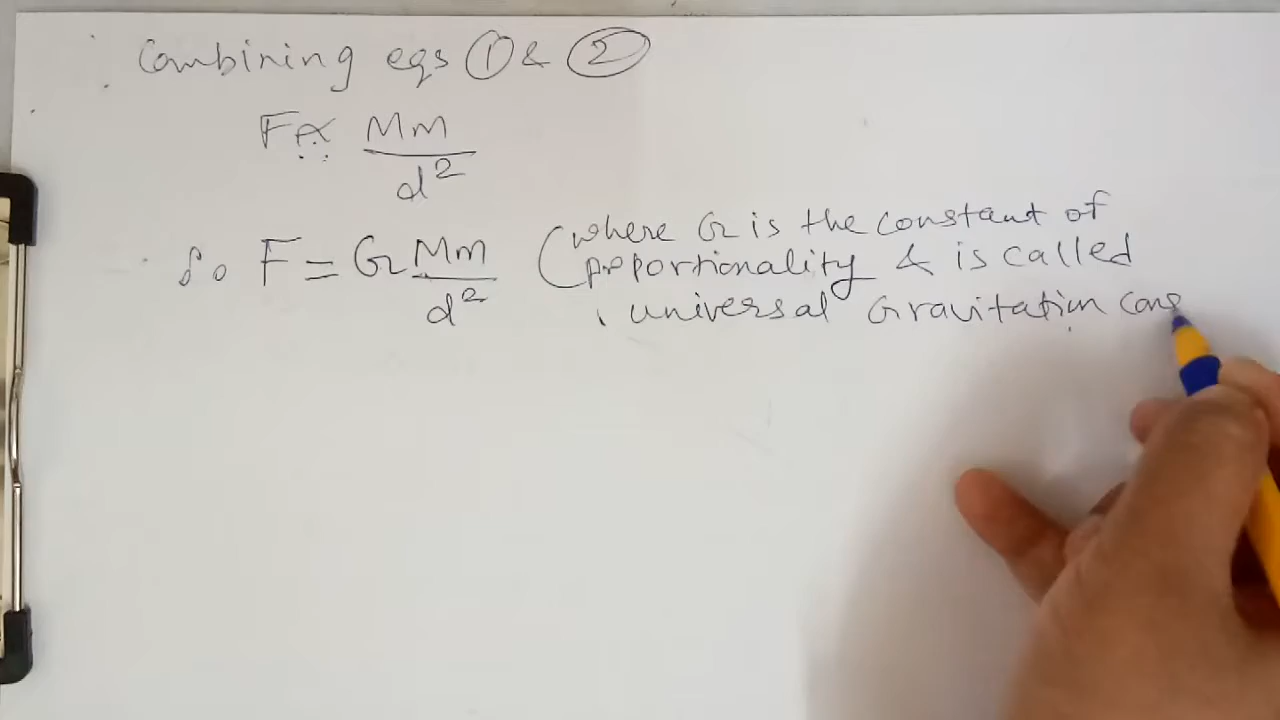 Combining eqs ① & ②
F ∝ Mm / d²
So F = G Mm / d² (where G is the constant of
proportionality & is called
universal Gravitation cons